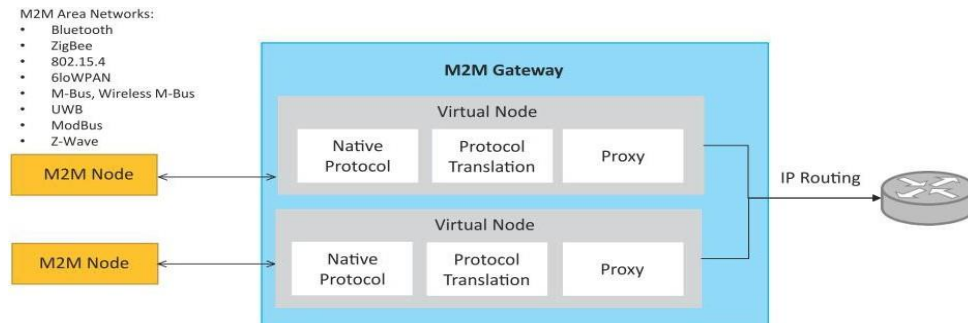 M2M Area Networks:
• Bluetooth
• ZigBee
• 802.15.4
• 6loWPAN
• M-Bus, Wireless M-Bus
• UWB
• ModBus
• Z-Wave
M2M Gateway
Virtual Node
Native
Protocol
Protocol
Translation
Proxy
M2M Node
IP Routing
Virtual Node
Native
Protocol
Protocol
Translation
Proxy
M2M Node